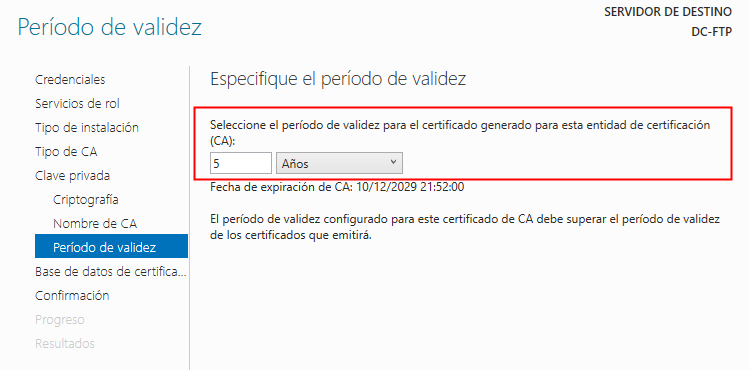 Período de validez
SERVIDOR DE DESTINO
DC-FTP
Credenciales
Servicios de rol
Tipo de instalación
Tipo de CA
Clave privada
Criptografía
Nombre de CA
Período de validez
Base de datos de certifica...
Confirmación
Progreso
Resultados
Especifique el período de validez
Seleccione el período de validez para el certificado generado para esta entidad de certificación
(CA):
5 Años
Fecha de expiración de CA: 10/12/2029 21:52:00
El período de validez configurado para este certificado de CA debe superar el período de validez
de los certificados que emitirá.